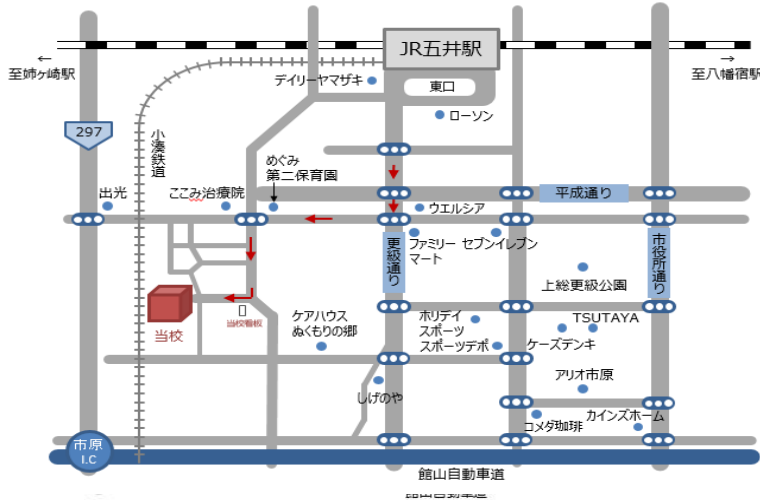 JR五井駅
東口
←
至姉ヶ崎駅
→
至八幡宿駅
デイリーヤマザキ
ローソン
297
小湊鉄道
めぐみ
第二保育園
出光
ここみ治療院
ウエルシア
平成通り
ファミリー
マート
セブンイレブン
更級通り
市役所通り
上総更級公園
当校
当校看板
ケアハウス
ぬくもりの郷
ホリデイ
スポーツ
スポーツデポ
TSUTAYA
ケーズデンキ
アリオ市原
しげのや
コメダ珈琲
カインズホーム
市原
I.C
館山自動車道